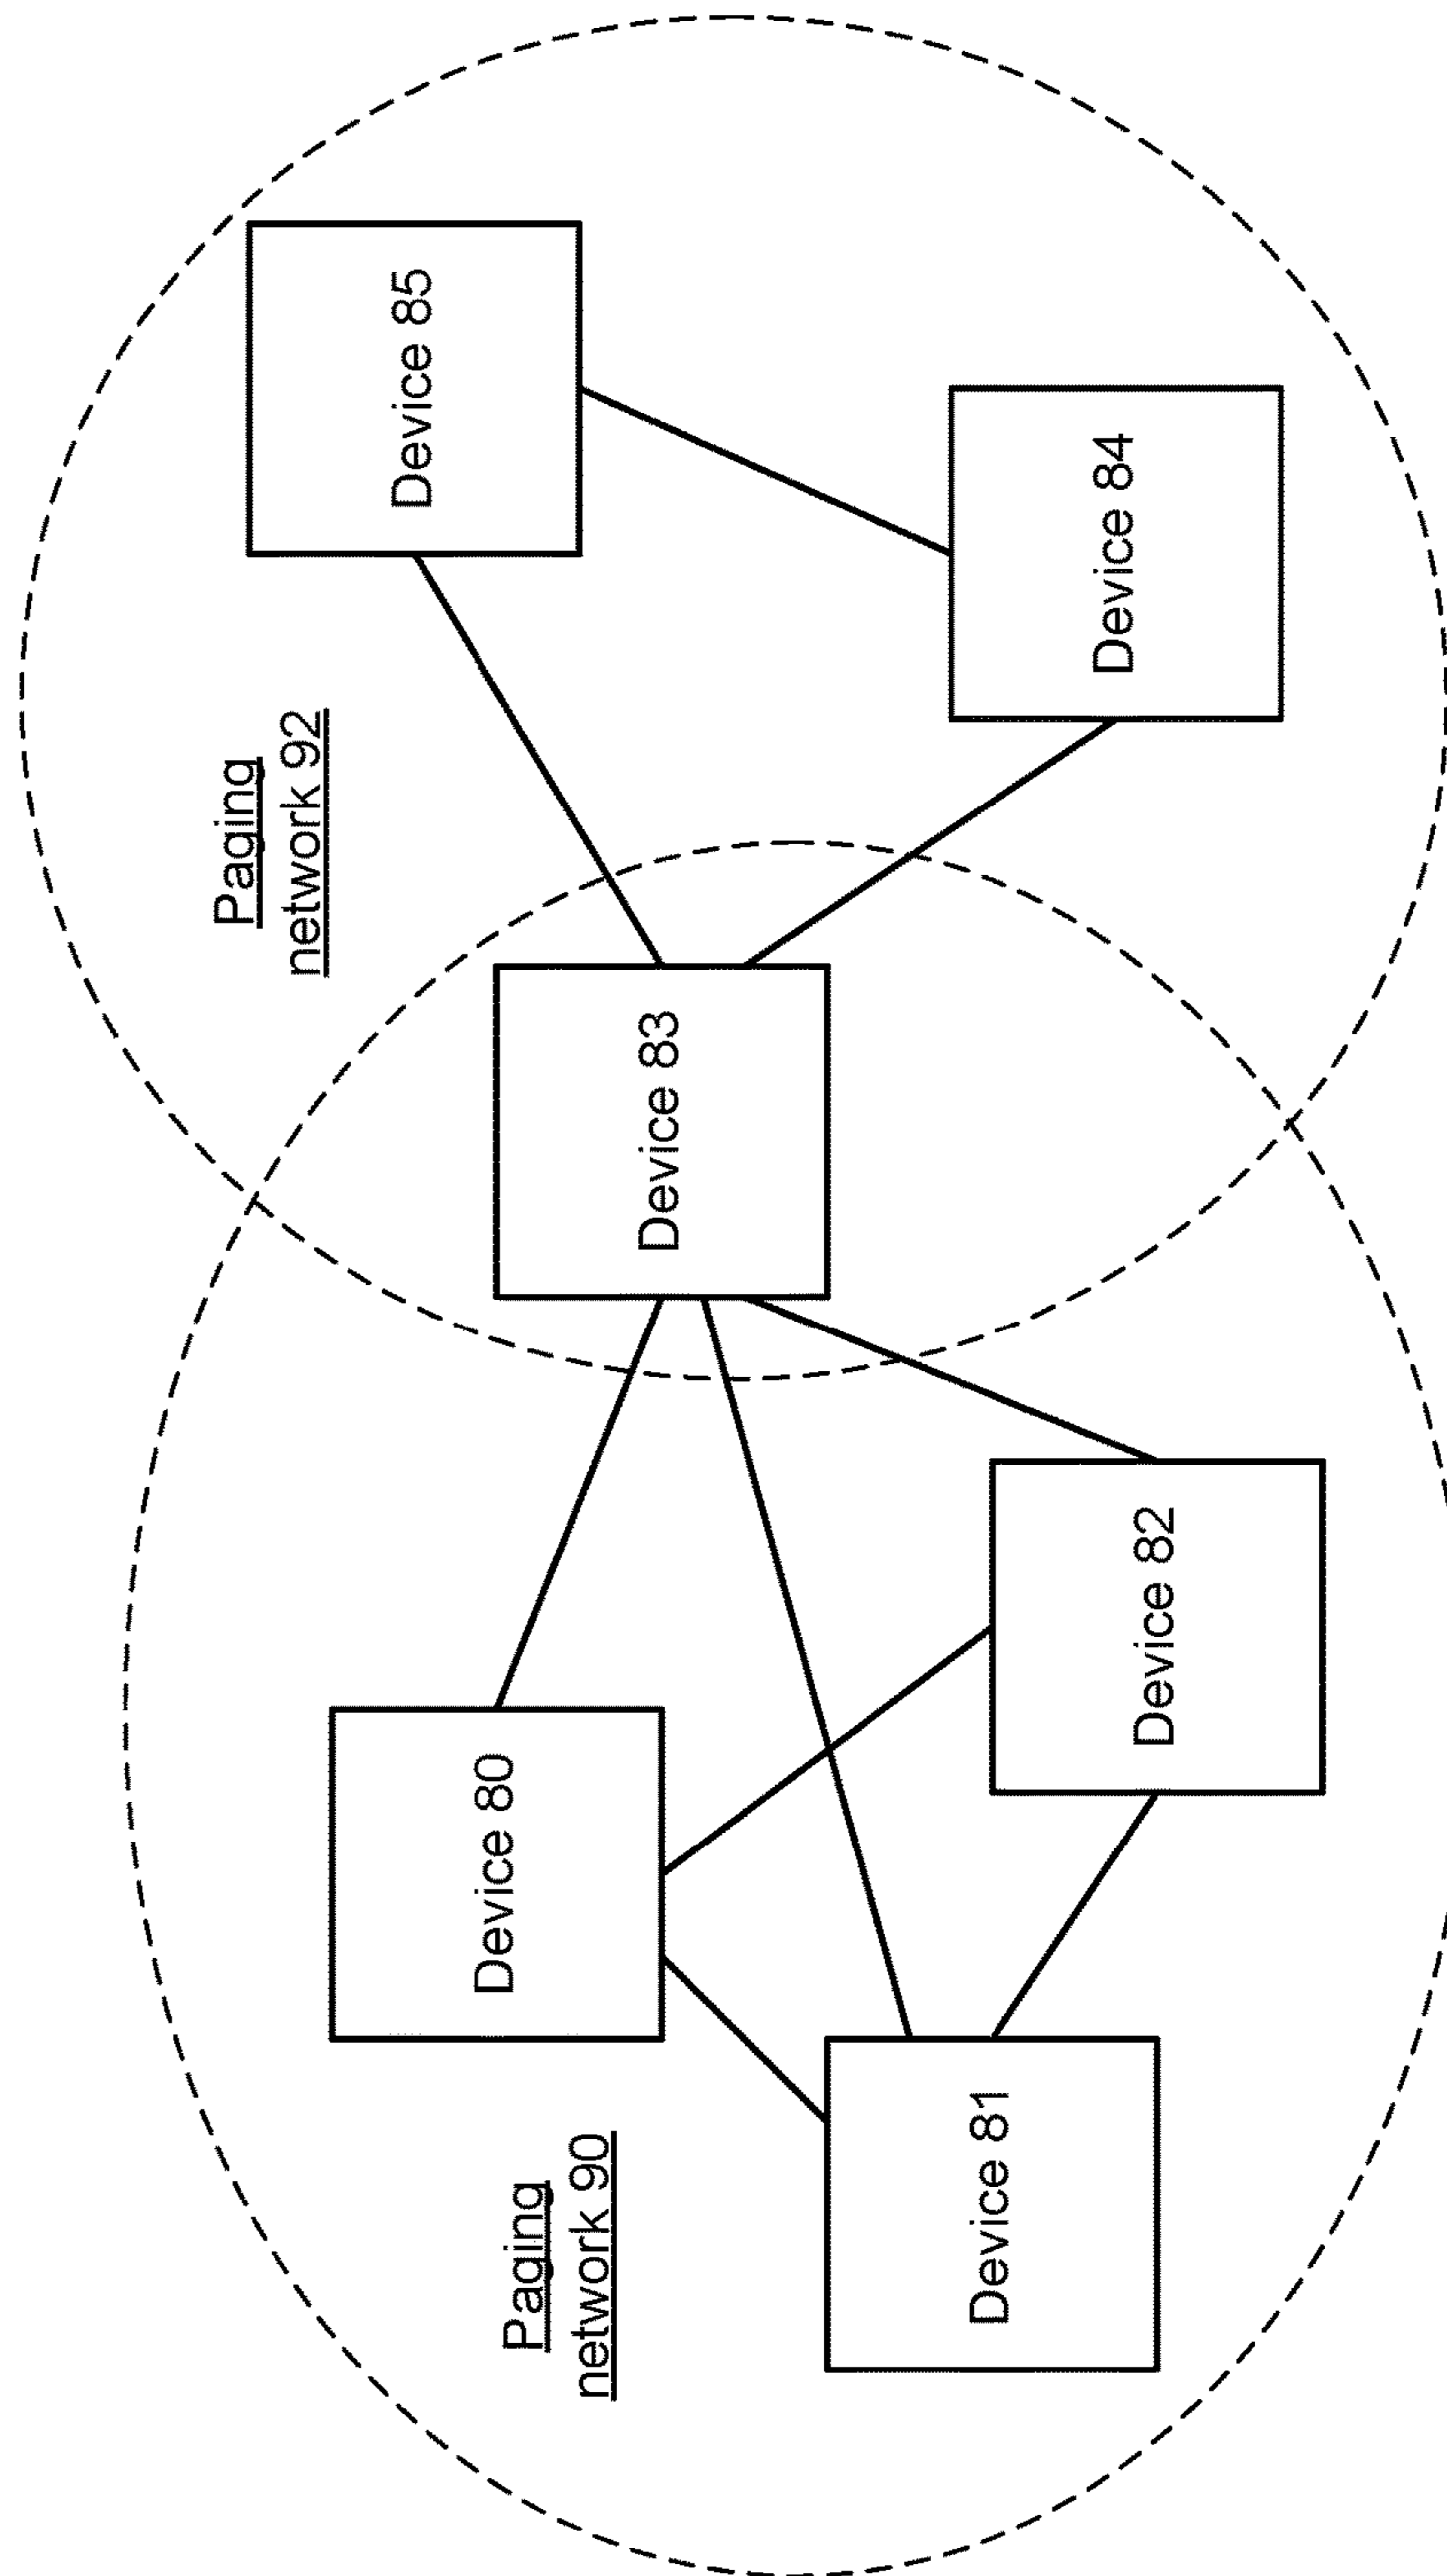 Paging
network 90
Device 81
Device 80
Device 82
Device 83
Paging
network 92
Device 85
Device 84